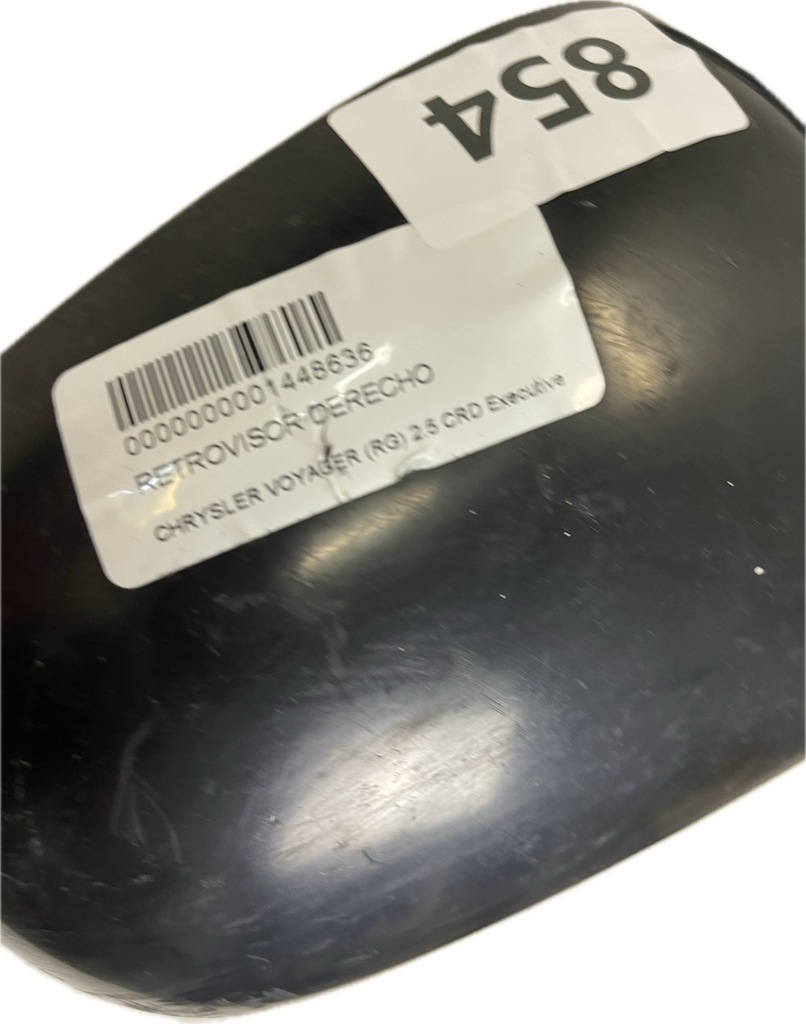 854
0000000001448636
RETROVISOR DERECHO
CHRYSLER VOYAGER (RG) 2.5 CRD Executive